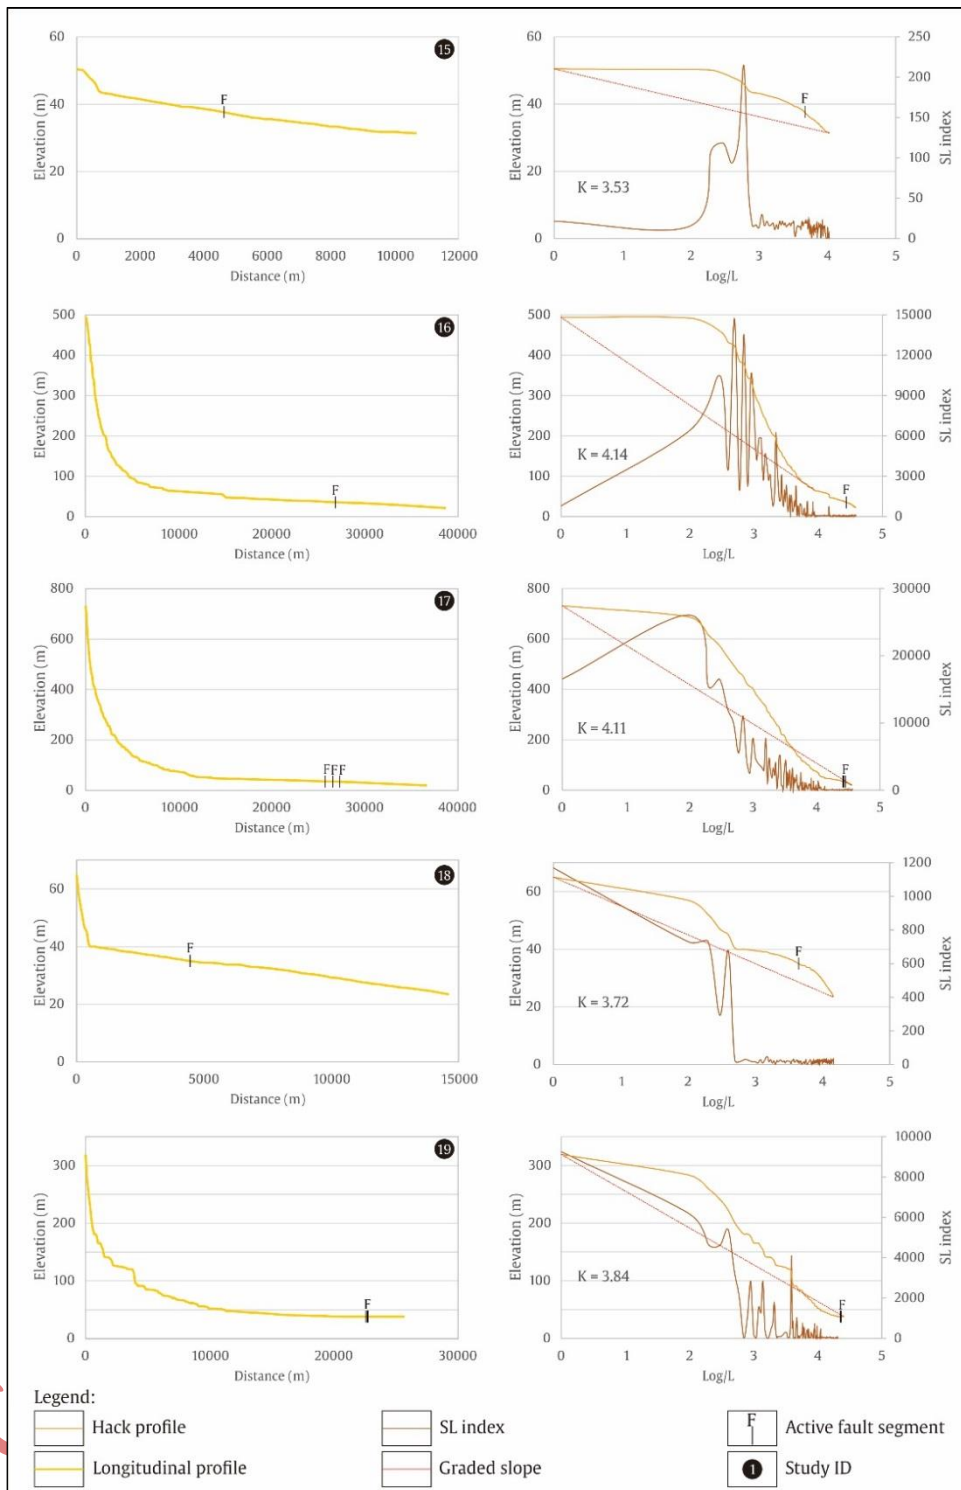 15
60
40
20
0
Elevation (m)
F
0 2000 4000 6000 8000 10000 12000
Distance (m)
60
40
20
0
Elevation (m)
F
K = 3.53
250
200
150
100
50
0
SL index
0 1 2 3 4 5
Log/L
16
500
400
300
200
100
0
Elevation (m)
F
0 10000 20000 30000 40000
Distance (m)
500
400
300
200
100
0
Elevation (m)
K = 4.14
F
15000
12000
9000
6000
3000
0
SL index
0 1 2 3 4 5
Log/L
17
800
600
400
200
0
Elevation (m)
F F F
0 10000 20000 30000 40000
Distance (m)
800
600
400
200
0
Elevation (m)
K = 4.11
F
30000
20000
10000
0
SL index
0 1 2 3 4 5
Log/L
18
60
40
20
0
Elevation (m)
F
0 5000 10000 15000
Distance (m)
60
40
20
0
Elevation (m)
F
K = 3.72
1200
1000
800
600
400
200
0
SL index
0 1 2 3 4 5
Log/L
19
300
200
100
0
Elevation (m)
F
0 10000 20000 30000
Distance (m)
300
200
100
0
Elevation (m)
K = 3.84
F
10000
8000
6000
4000
2000
0
SL index
0 1 2 3 4 5
Log/L
Legend:
Hack profile
SL index
F
Active fault segment
Longitudinal profile
Graded slope
1
Study ID